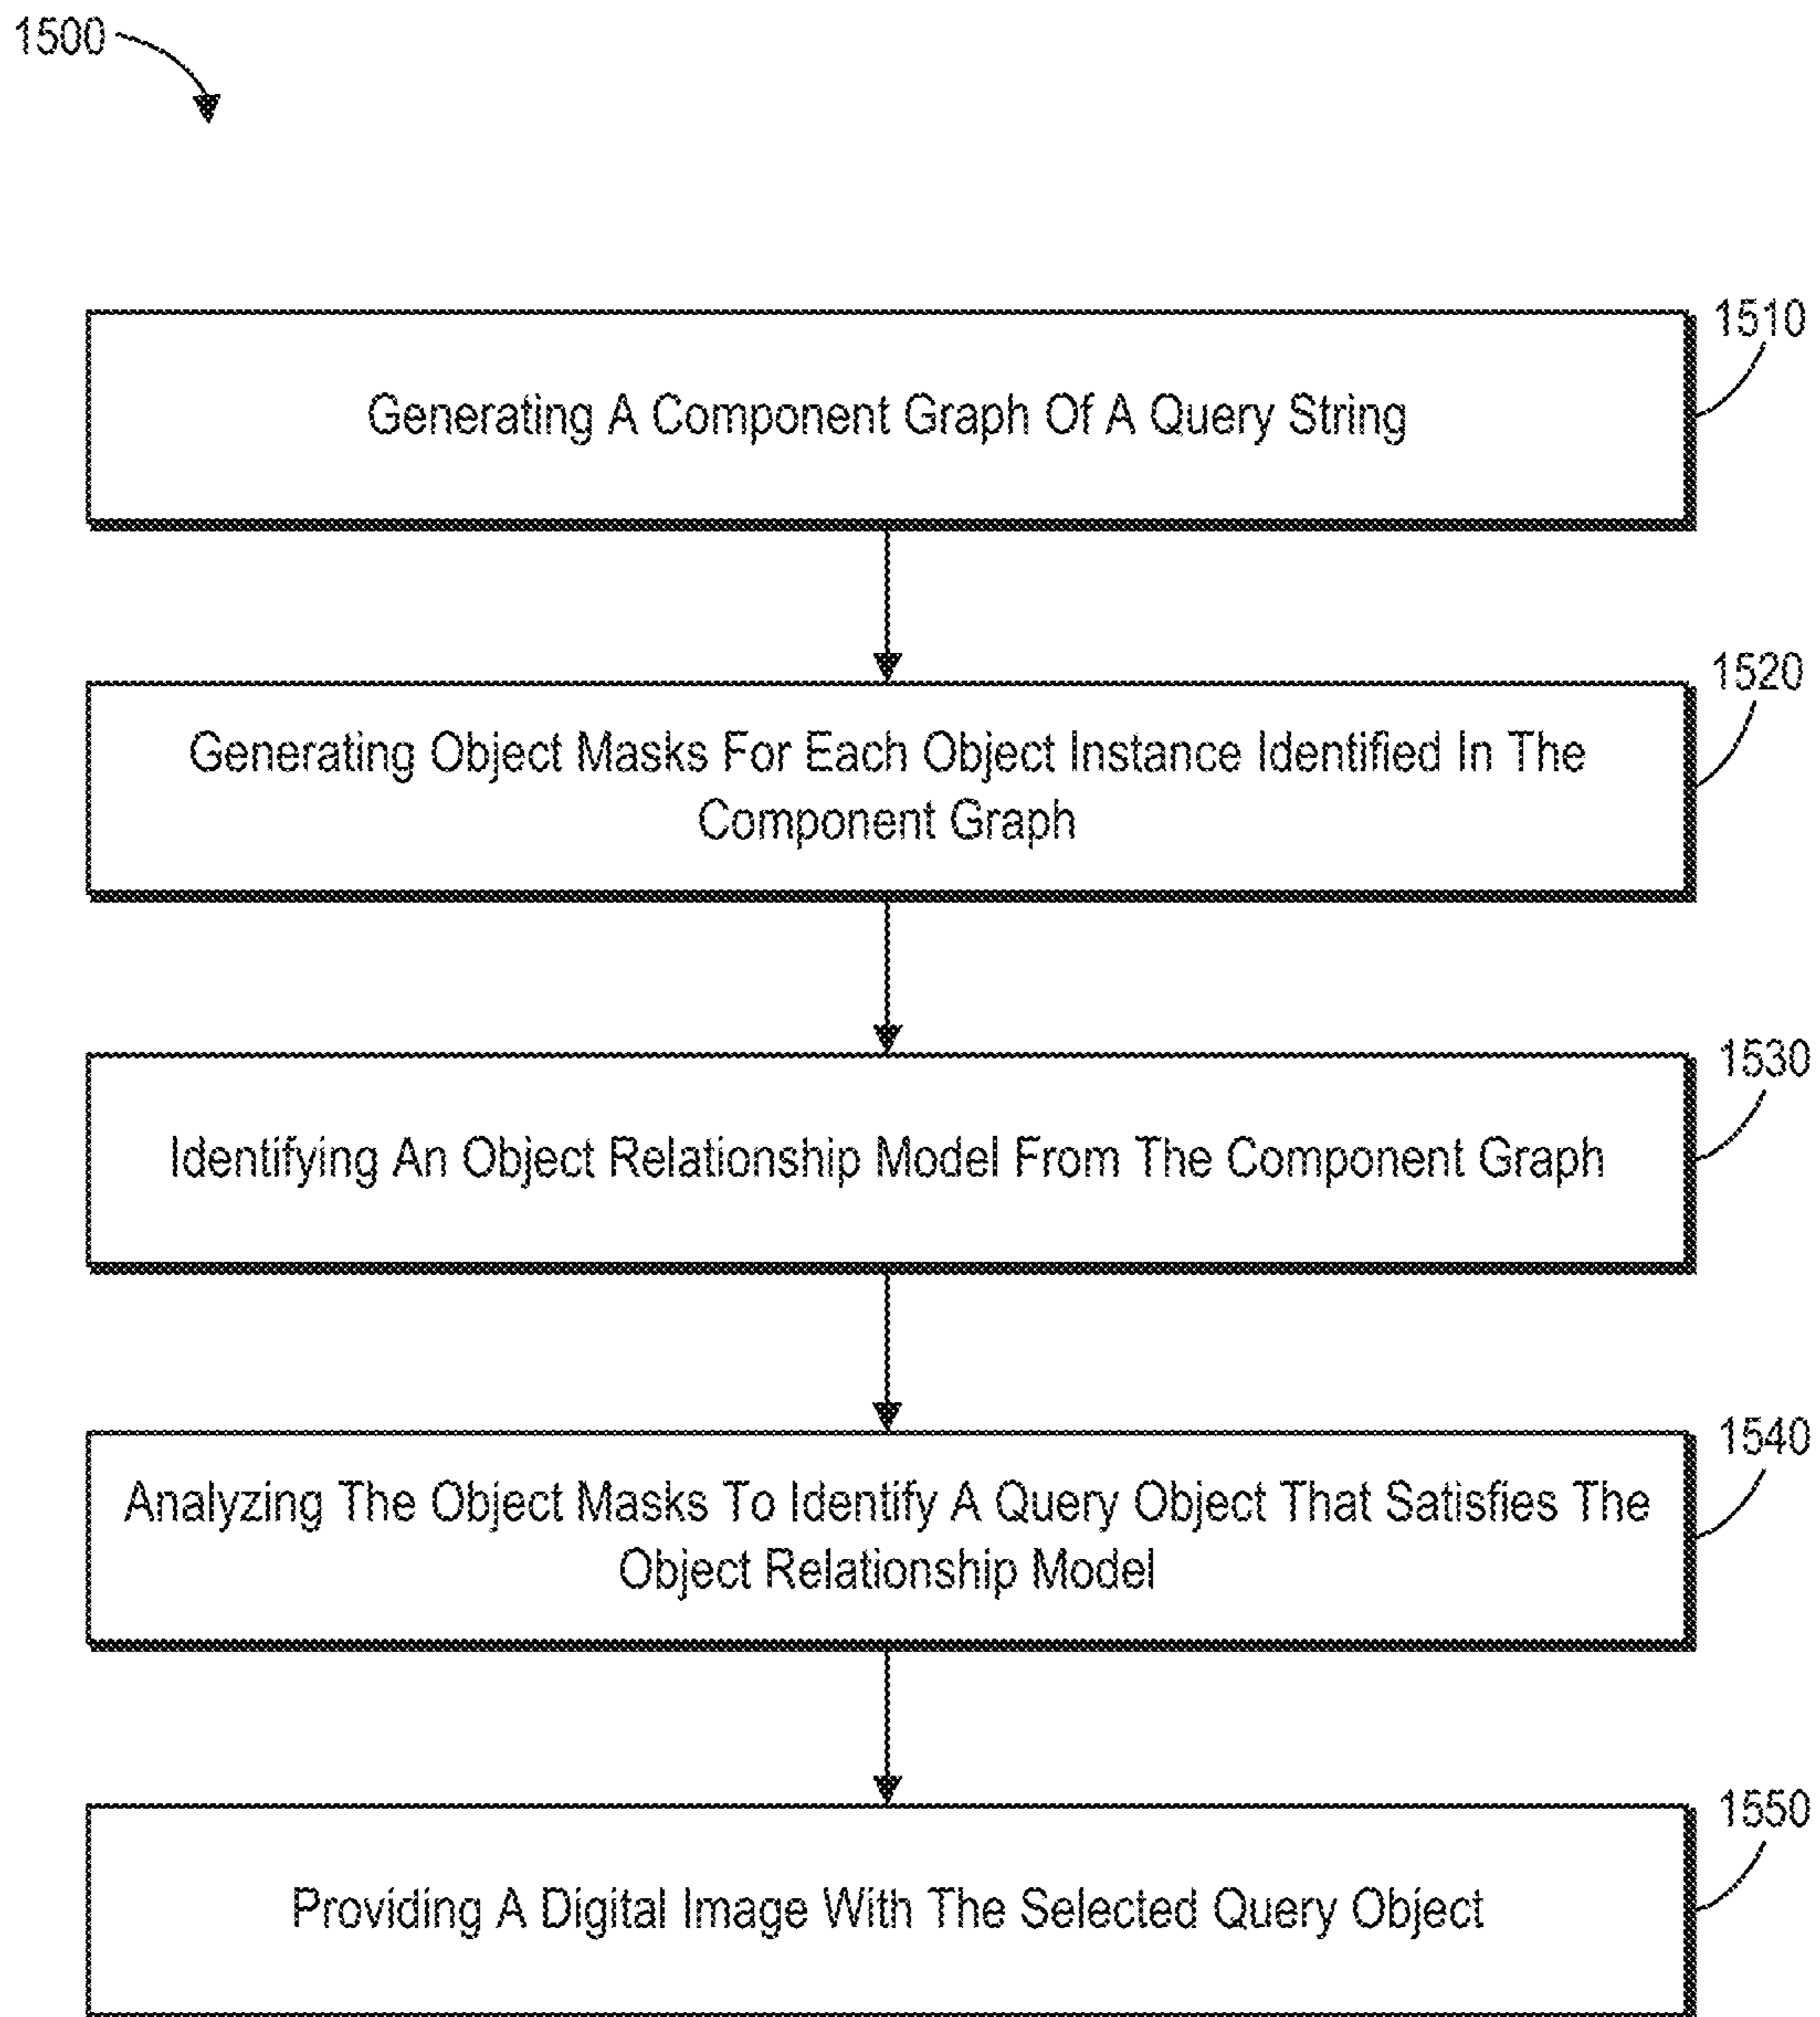 1500
1510
Generating A Component Graph Of A Query String
1520
Generating Object Masks For Each Object Instance Identified In The
Component Graph
1530
Identifying An Object Relationship Model From The Component Graph
1540
Analyzing The Object Masks To Identify A Query Object That Satisfies The
Object Relationship Model
1550
Providing A Digital Image With The Selected Query Object